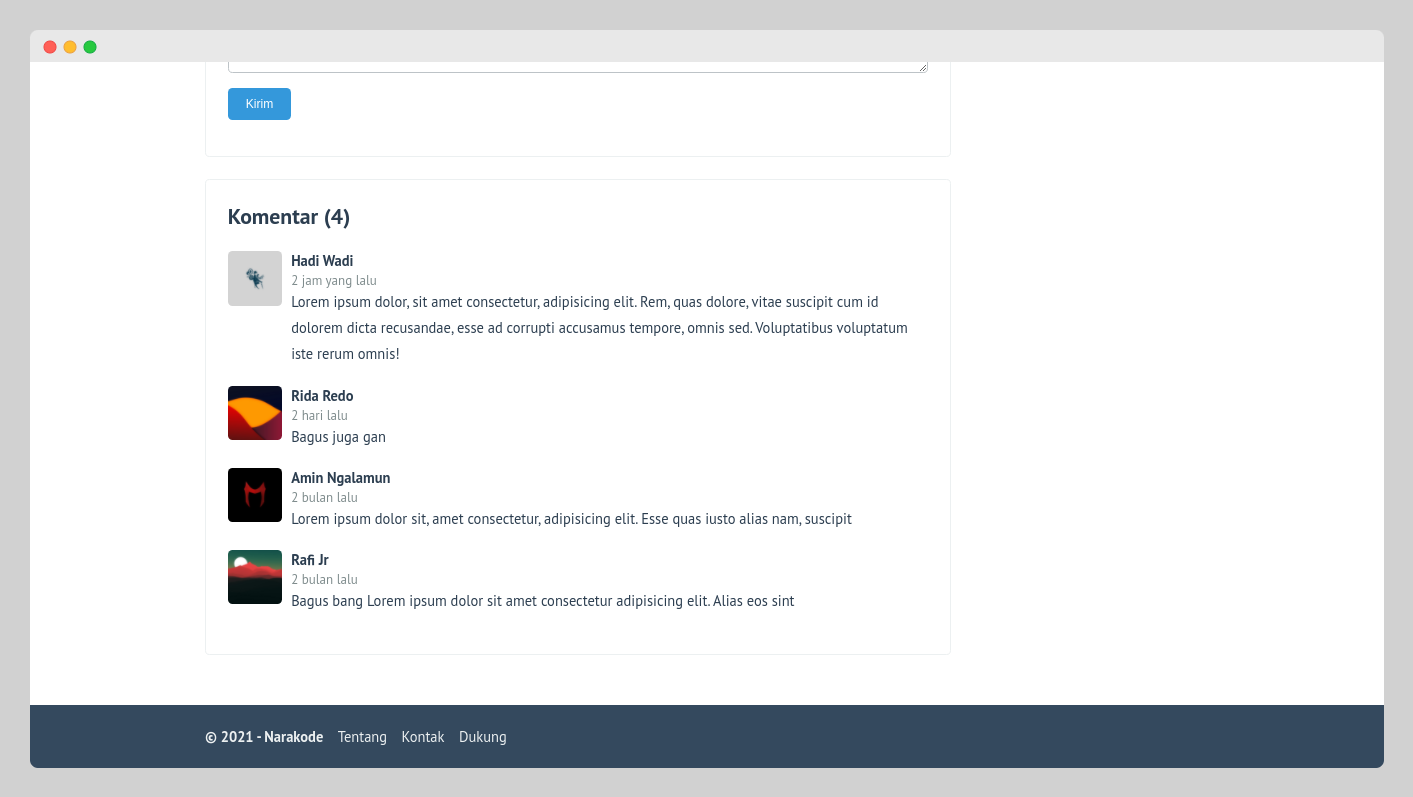 Kirim
Komentar (4)
Hadi Wadi
2 jam yang lalu
Lorem ipsum dolor, sit amet consectetur, adipisicing elit. Rem, quas dolore, vitae suscipit cum id
dolorem dicta recusandae, esse ad corrupti accusamus tempore, omnis sed. Voluptatibus voluptatum
iste rerum omnis!
Rida Redo
2 hari lalu
Bagus juga gan
Amin Ngalamun
2 bulan lalu
Lorem ipsum dolor sit, amet consectetur, adipisicing elit. Esse quas iusto alias nam, suscipit
Rafi Jr
2 bulan lalu
Bagus bang Lorem ipsum dolor sit amet consectetur adipisicing elit. Alias eos sint
© 2021 - Narakode Tentang Kontak Dukung